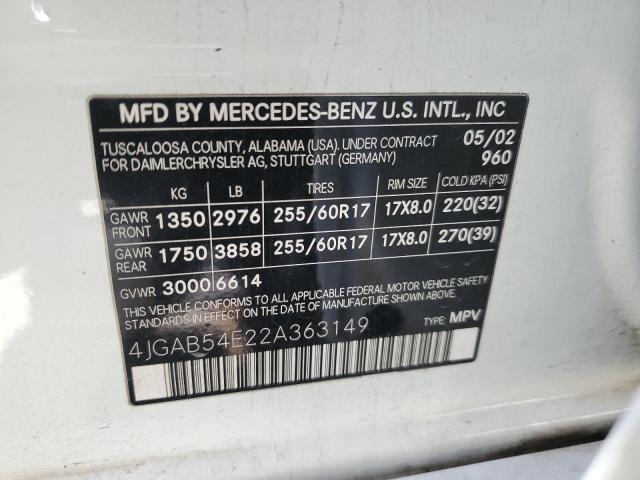 MFD BY MERCEDES-BENZ U.S. INTL., INC
TUSCALOOSA COUNTY, ALABAMA (USA). UNDER CONTRACT 05/02
FOR DAIMLERCHRYSLER AG, STUTTGART (GERMANY) 960
KG LB TIRES RIM SIZE COLD KPA (PSI)
GAWR FRONT 1350 2976 255/60R17 17X8.0 220(32)
GAWR REAR 1750 3858 255/60R17 17X8.0 270(39)
GVWR 3000 6614
THIS VEHICLE CONFORMS TO ALL APPLICABLE FEDERAL MOTOR VEHICLE SAFETY
STANDARDS IN EFFECT ON THE DATE OF MANUFACTURE SHOWN ABOVE.
4JGAB54E22A363149 TYPE: MPV